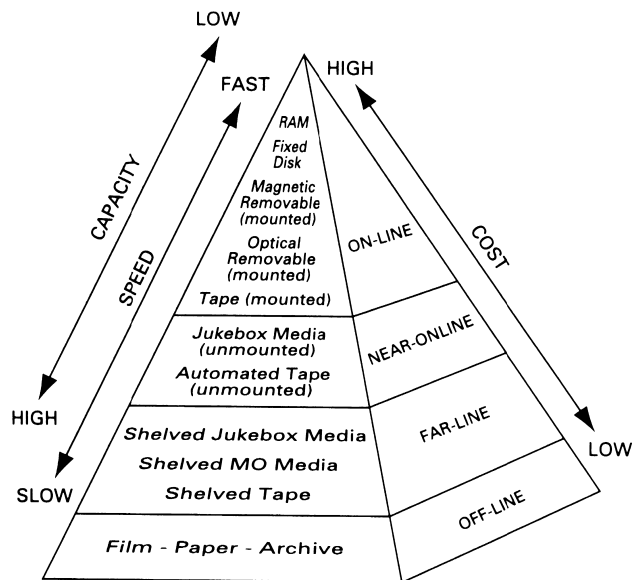 LOW
FAST
HIGH
RAM
Fixed
Disk
Magnetic
Removable
(mounted)
Optical
Removable
(mounted)
Tape (mounted)
ON-LINE
CAPACITY
SPEED
COST
Jukebox Media
(unmounted)
Automated Tape
(unmounted)
NEAR-ONLINE
HIGH
SLOW
Shelved Jukebox Media
Shelved MO Media
Shelved Tape
FAR-LINE
LOW
Film - Paper - Archive
OFF-LINE